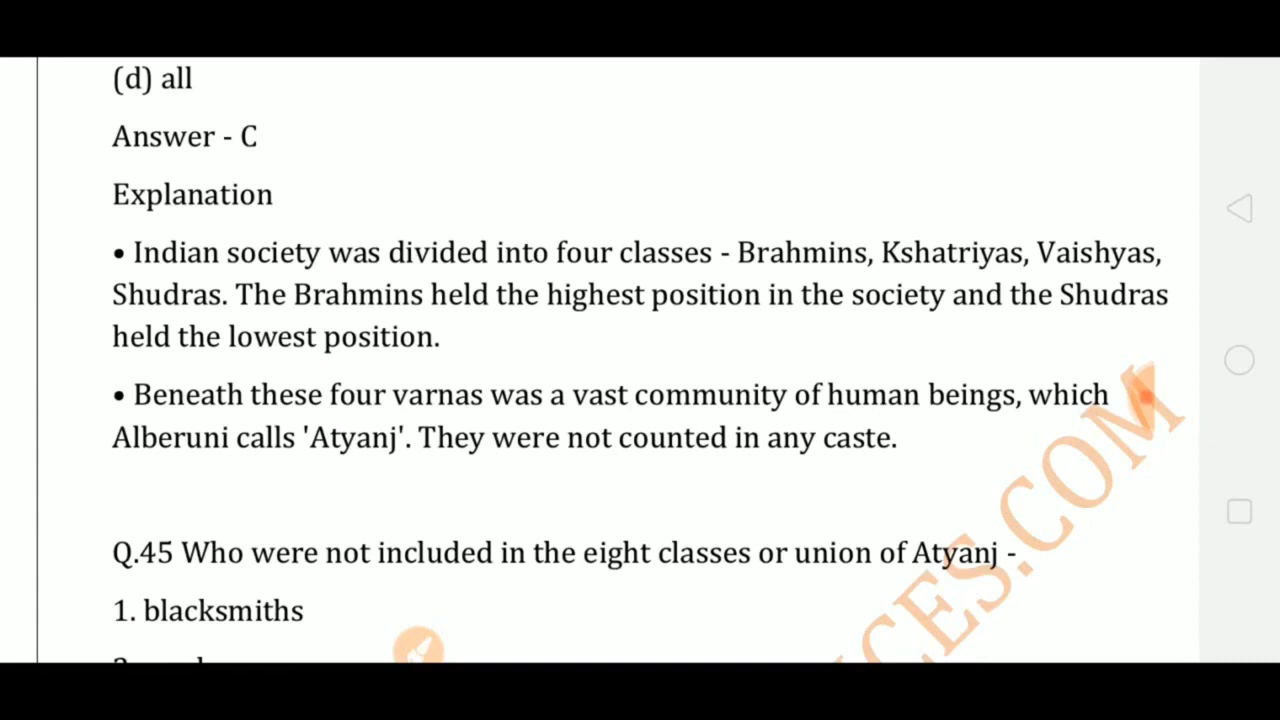 (d) all
Answer - C
Explanation
• Indian society was divided into four classes - Brahmins, Kshatriyas, Vaishyas,
Shudras. The Brahmins held the highest position in the society and the Shudras
held the lowest position.
• Beneath these four varnas was a vast community of human beings, which
Alberuni calls 'Atyanj'. They were not counted in any caste.
Q.45 Who were not included in the eight classes or union of Atyanj -
1. blacksmiths
CES.COM